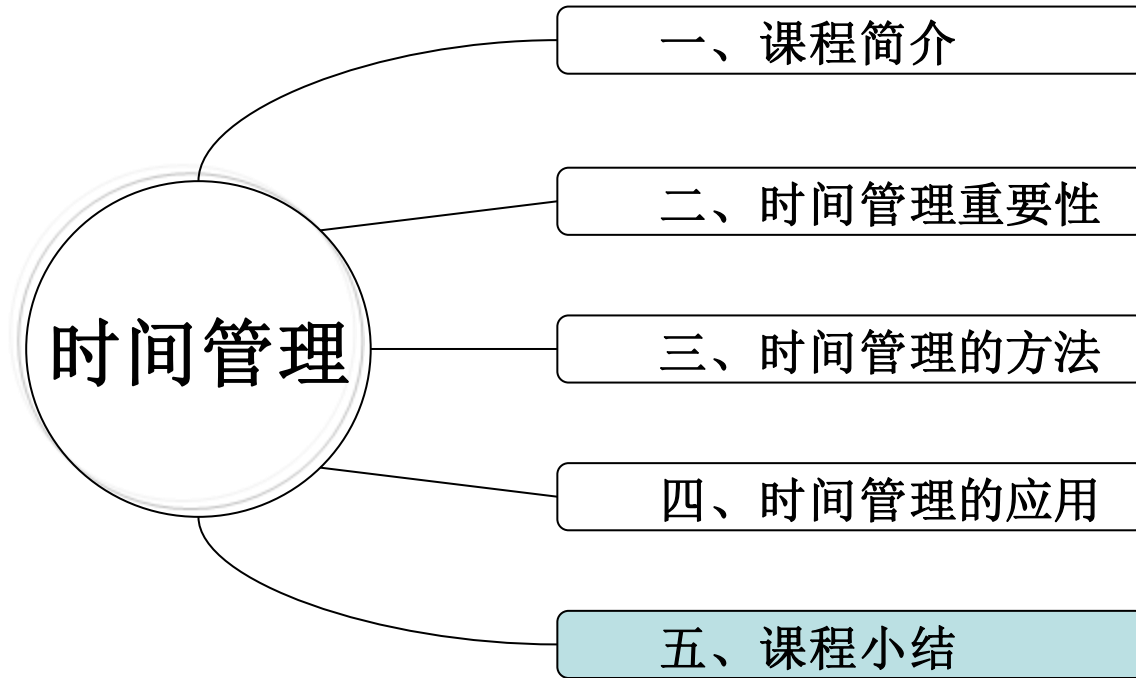 一、课程简介
二、时间管理重要性
时间管理
三、时间管理的方法
四、时间管理的应用
五、课程小结